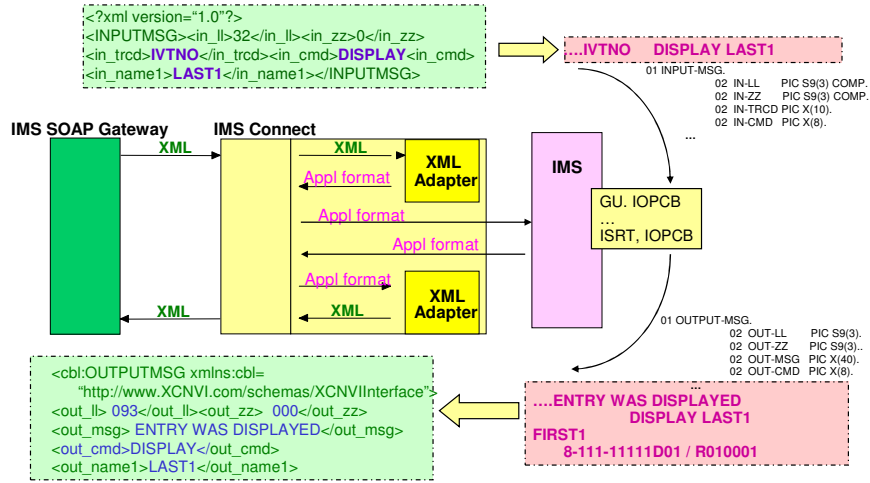 <?xml version=“1.0”?>
<INPUTMSG><in_ll>32</in_ll><in_zz>0</in_zz>
<in_trcd>IVTNO</in_trcd><in_cmd>DISPLAY<in_cmd>
<in_name1>LAST1</in_name1></INPUTMSG>
....IVTNO DISPLAY LAST1
01 INPUT-MSG.
02 IN-LL PIC S9(3) COMP.
02 IN-ZZ PIC S9(3) COMP.
02 IN-TRCD PIC X(10).
02 IN-CMD PIC X(8).
...
IMS SOAP Gateway
IMS Connect
XML
XML
XML
Adapter
Appl format
IMS
GU. IOPCB
…
ISRT, IOPCB
Appl format
Appl format
Appl format
XML
Adapter
XML
XML
01 OUTPUT-MSG.
02 OUT-LL PIC S9(3).
02 OUT-ZZ PIC S9(3)..
02 OUT-MSG PIC X(40).
02 OUT-CMD PIC X(8).
...
<cbl:OUTPUTMSG xmlns:cbl=
“http://www.XCNVI.com/schemas/XCNVIInterface”>
<out_ll> 093</out_ll><out_zz> 000</out_zz>
<out_msg> ENTRY WAS DISPLAYED</out_msg>
<out_cmd>DISPLAY</out_cmd>
<out_name1>LAST1</out_name1>
....ENTRY WAS DISPLAYED
DISPLAY LAST1
FIRST1
8-111-11111D01 / R010001